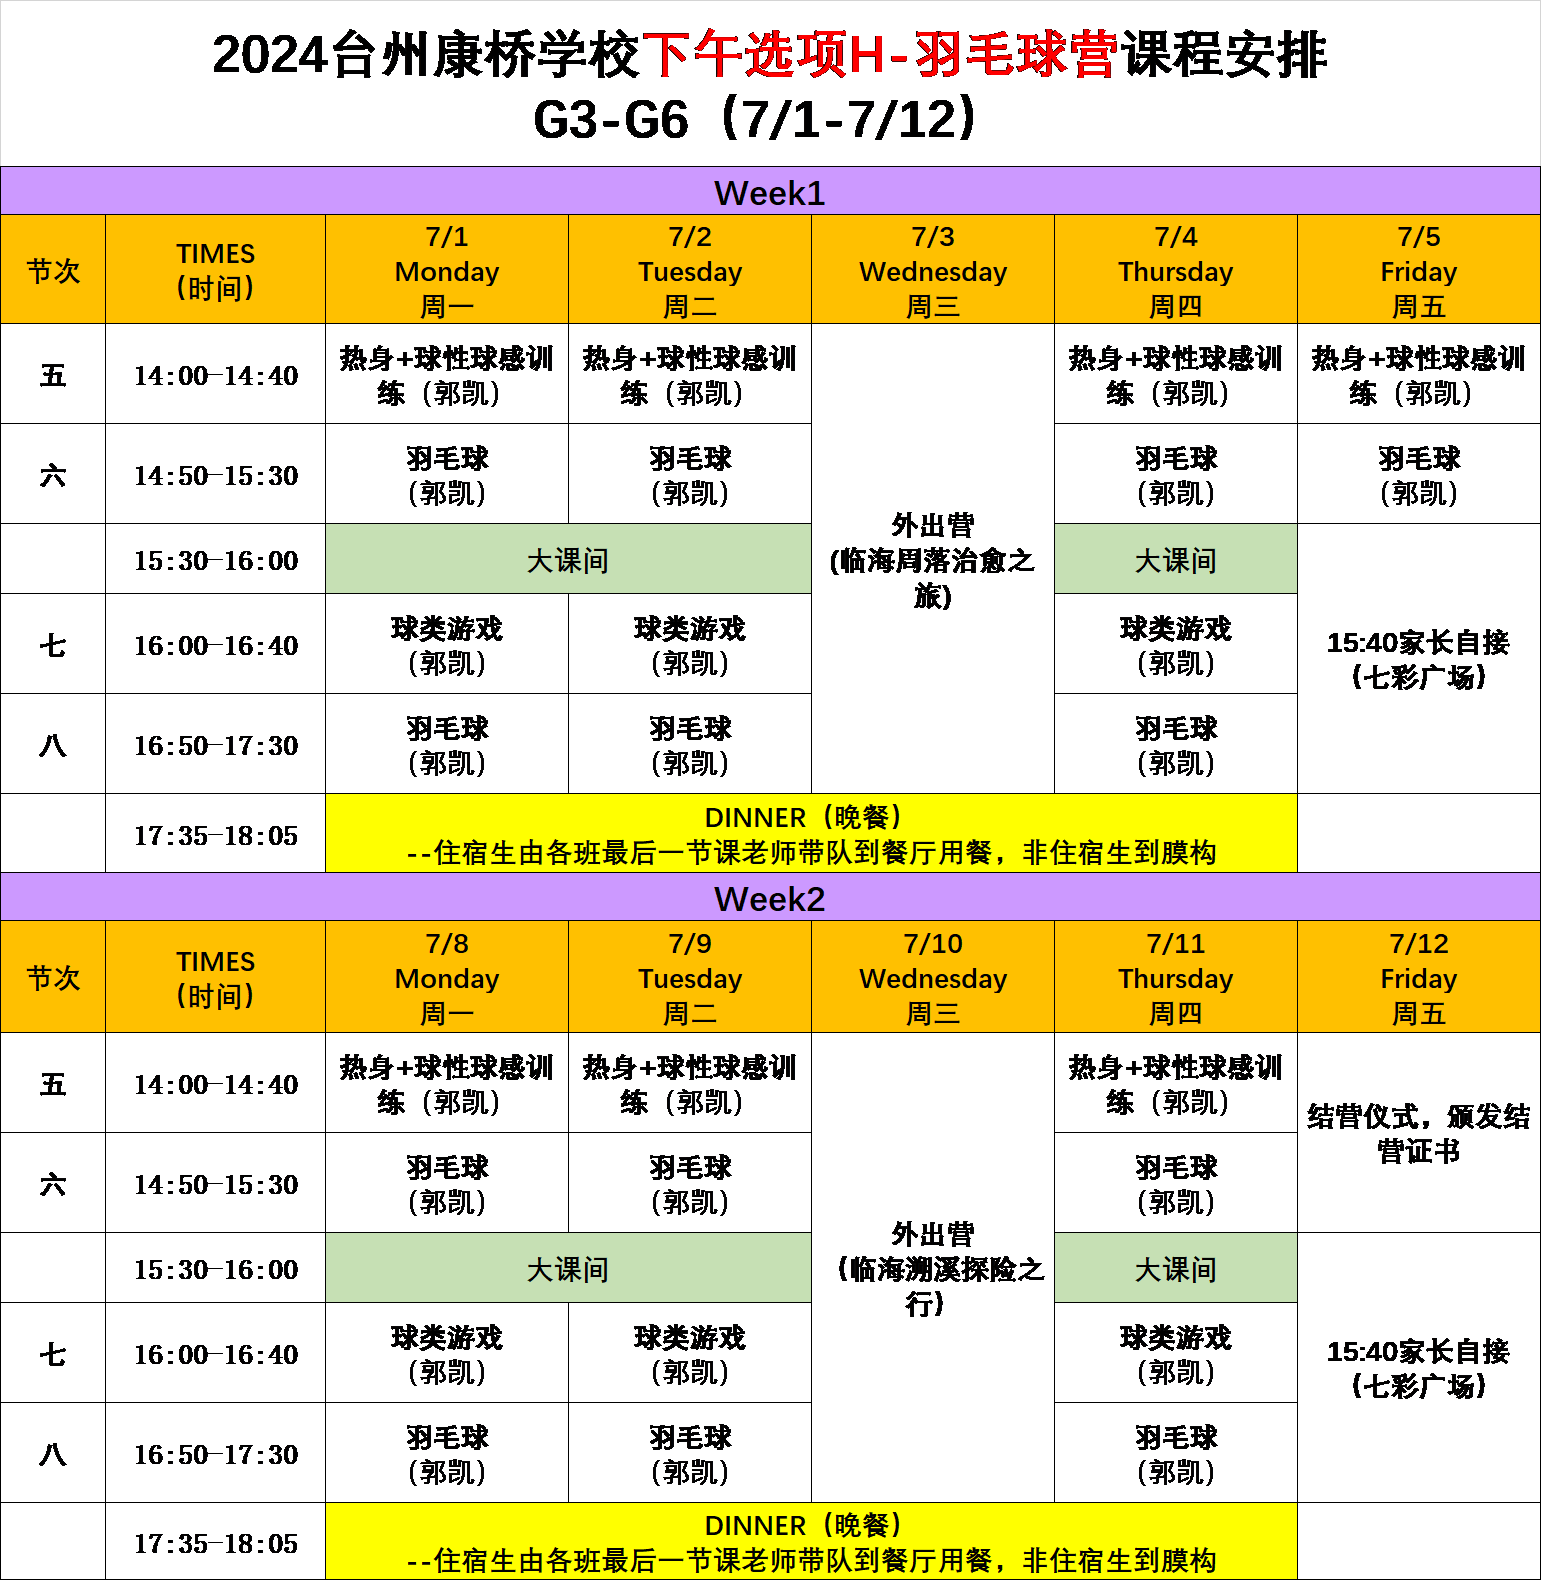 2024台州康桥学校下午选项H-羽毛球营课程安排
G3-G6（7/1-7/12）
Week1
节次
TIMES
（时间）
7/1
Monday
周一
7/2
Tuesday
周二
7/3
Wednesday
周三
7/4
Thursday
周四
7/5
Friday
周五
五
14:00—14:40
热身+球性球感训
练（郭凯）
热身+球性球感训
练（郭凯）
外出营
(临海周落治愈之
旅)
热身+球性球感训
练（郭凯）
热身+球性球感训
练（郭凯）
六
14:50—15:30
羽毛球
（郭凯）
羽毛球
（郭凯）
羽毛球
（郭凯）
羽毛球
（郭凯）
15:30—16:00
大课间
大课间
15:40家长自接
（七彩广场）
七
16:00—16:40
球类游戏
（郭凯）
球类游戏
（郭凯）
球类游戏
（郭凯）
八
16:50—17:30
羽毛球
（郭凯）
羽毛球
（郭凯）
羽毛球
（郭凯）
17:35—18:05
DINNER（晚餐）
--住宿生由各班最后一节课老师带队到餐厅用餐，非住宿生到膜构
Week2
节次
TIMES
（时间）
7/8
Monday
周一
7/9
Tuesday
周二
7/10
Wednesday
周三
7/11
Thursday
周四
7/12
Friday
周五
五
14:00—14:40
热身+球性球感训
练（郭凯）
热身+球性球感训
练（郭凯）
外出营
（临海溯溪探险之
行）
热身+球性球感训
练（郭凯）
结营仪式，颁发结
营证书
六
14:50—15:30
羽毛球
（郭凯）
羽毛球
（郭凯）
羽毛球
（郭凯）
15:30—16:00
大课间
大课间
15:40家长自接
（七彩广场）
七
16:00—16:40
球类游戏
（郭凯）
球类游戏
（郭凯）
球类游戏
（郭凯）
八
16:50—17:30
羽毛球
（郭凯）
羽毛球
（郭凯）
羽毛球
（郭凯）
17:35—18:05
DINNER（晚餐）
--住宿生由各班最后一节课老师带队到餐厅用餐，非住宿生到膜构